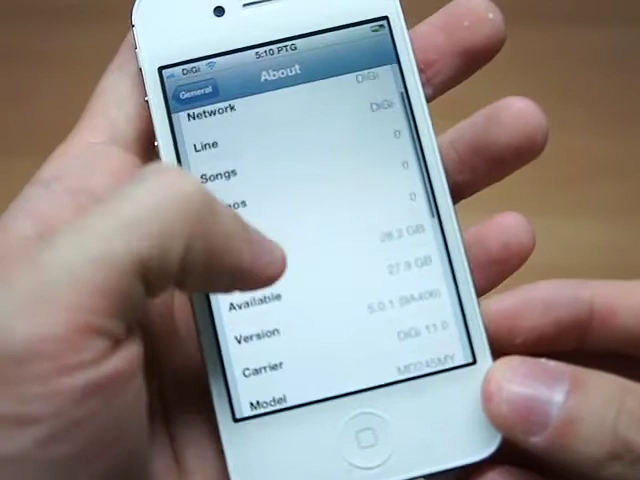 DiGi 5:10 PTG
General About
DiGi
Network DiGi
Line 0
Songs 0
0
28.2 GB
27.9 GB
Available 5.0.1 (9A406)
Version DiGi 11.0
Carrier MD245MY
Model